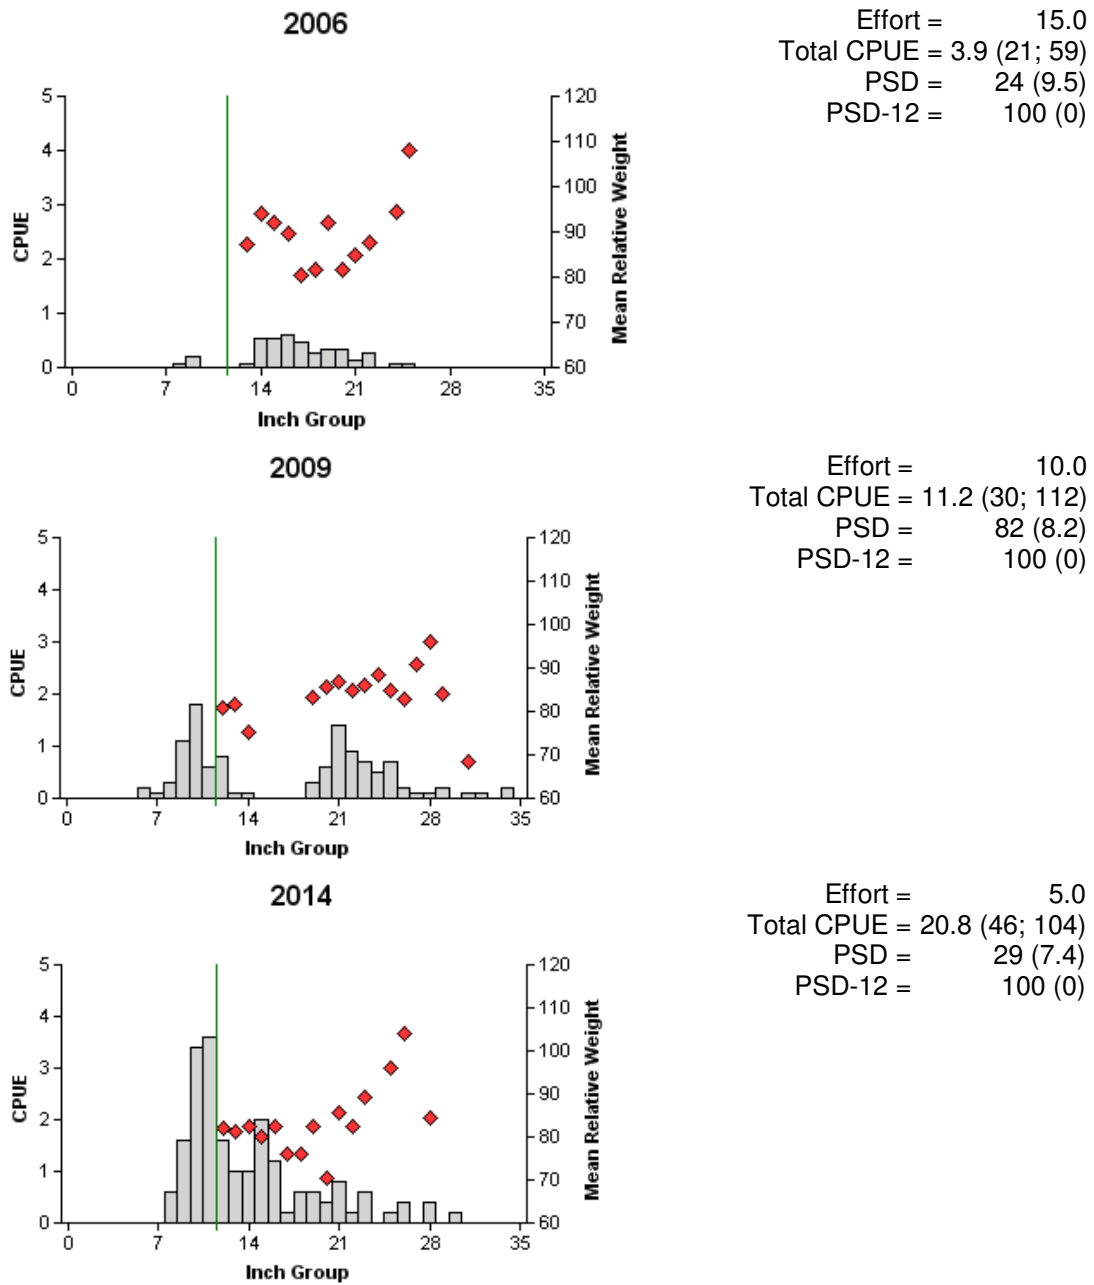 2006
Effort = 15.0
Total CPUE = 3.9 (21; 59)
PSD = 24 (9.5)
PSD-12 = 100 (0)
5
4
3
2
1
0
CPUE
120
110
100
90
80
70
60
Mean Relative Weight
0 7 14 21 28 35
Inch Group
2009
Effort = 10.0
Total CPUE = 11.2 (30; 112)
PSD = 82 (8.2)
PSD-12 = 100 (0)
5
4
3
2
1
0
CPUE
120
110
100
90
80
70
60
Mean Relative Weight
0 7 14 21 28 35
Inch Group
2014
Effort = 5.0
Total CPUE = 20.8 (46; 104)
PSD = 29 (7.4)
PSD-12 = 100 (0)
5
4
3
2
1
0
CPUE
120
110
100
90
80
70
60
Mean Relative Weight
0 7 14 21 28 35
Inch Group